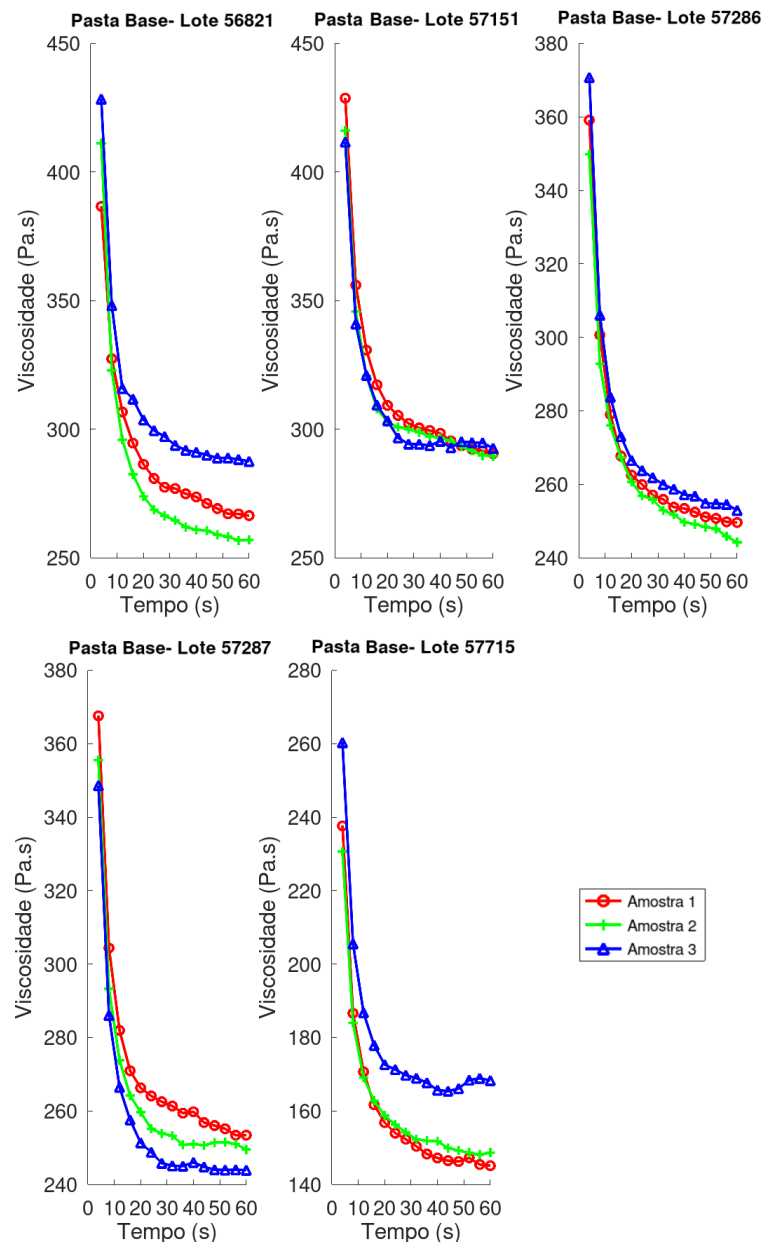 Pasta Base- Lote 56821
450
400
350
300
250
0 10 20 30 40 50 60
Viscosidade (Pa.s)
Tempo (s)
Pasta Base- Lote 57151
450
400
350
300
250
0 10 20 30 40 50 60
Viscosidade (Pa.s)
Tempo (s)
Pasta Base- Lote 57286
380
360
340
320
300
280
260
240
0 10 20 30 40 50 60
Viscosidade (Pa.s)
Tempo (s)
Pasta Base- Lote 57287
380
360
340
320
300
280
260
240
0 10 20 30 40 50 60
Viscosidade (Pa.s)
Tempo (s)
Pasta Base- Lote 57715
280
260
240
220
200
180
160
140
0 10 20 30 40 50 60
Viscosidade (Pa.s)
Tempo (s)
Amostra 1
Amostra 2
Amostra 3